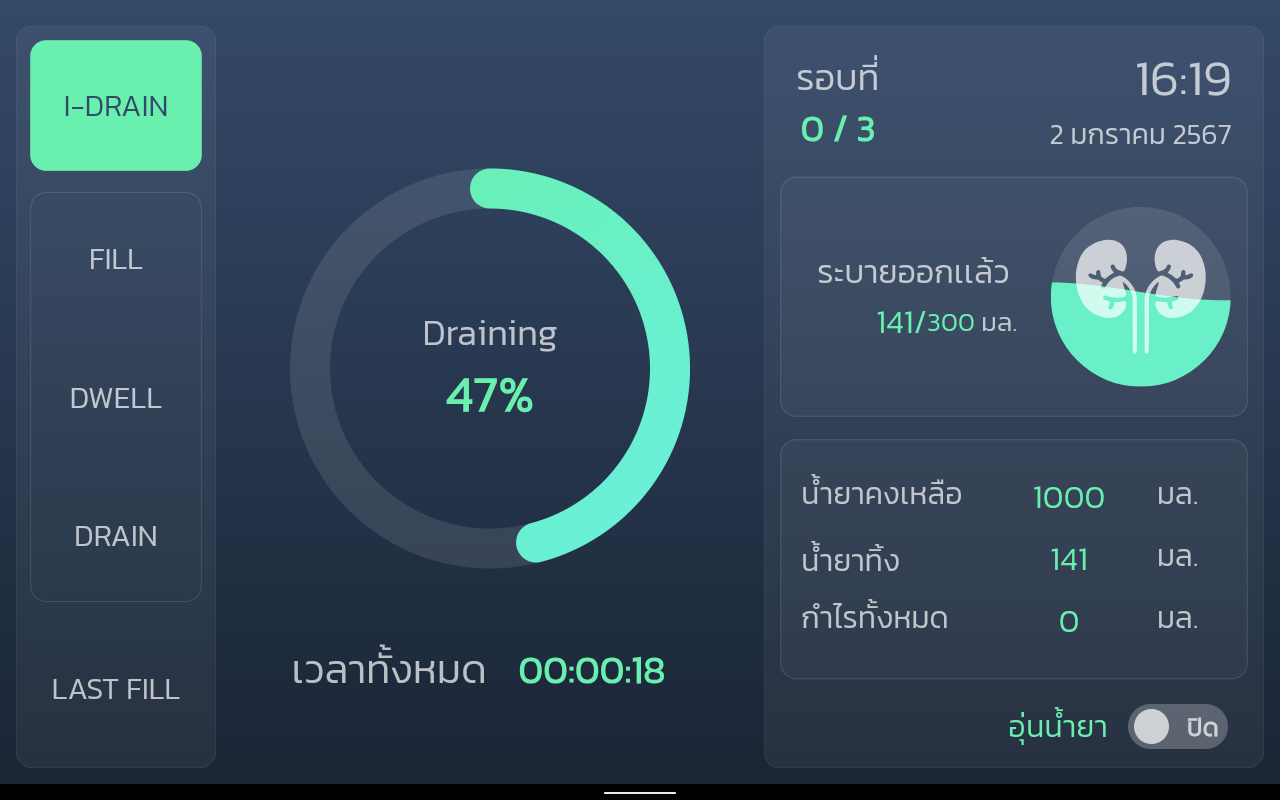 I-DRAIN
FILL
DWELL
DRAIN
LAST FILL
Draining
47%
เวลาทั้งหมด 00:00:18
รอบที่
0 / 3
16:19
2 มกราคม 2567
ระบายออกแล้ว
141/300 มล.
น้ำยาคงเหลือ 1000 มล.
น้ำยาทิ้ง 141 มล.
กำไรทั้งหมด 0 มล.
อุ่นน้ำยา ปิด